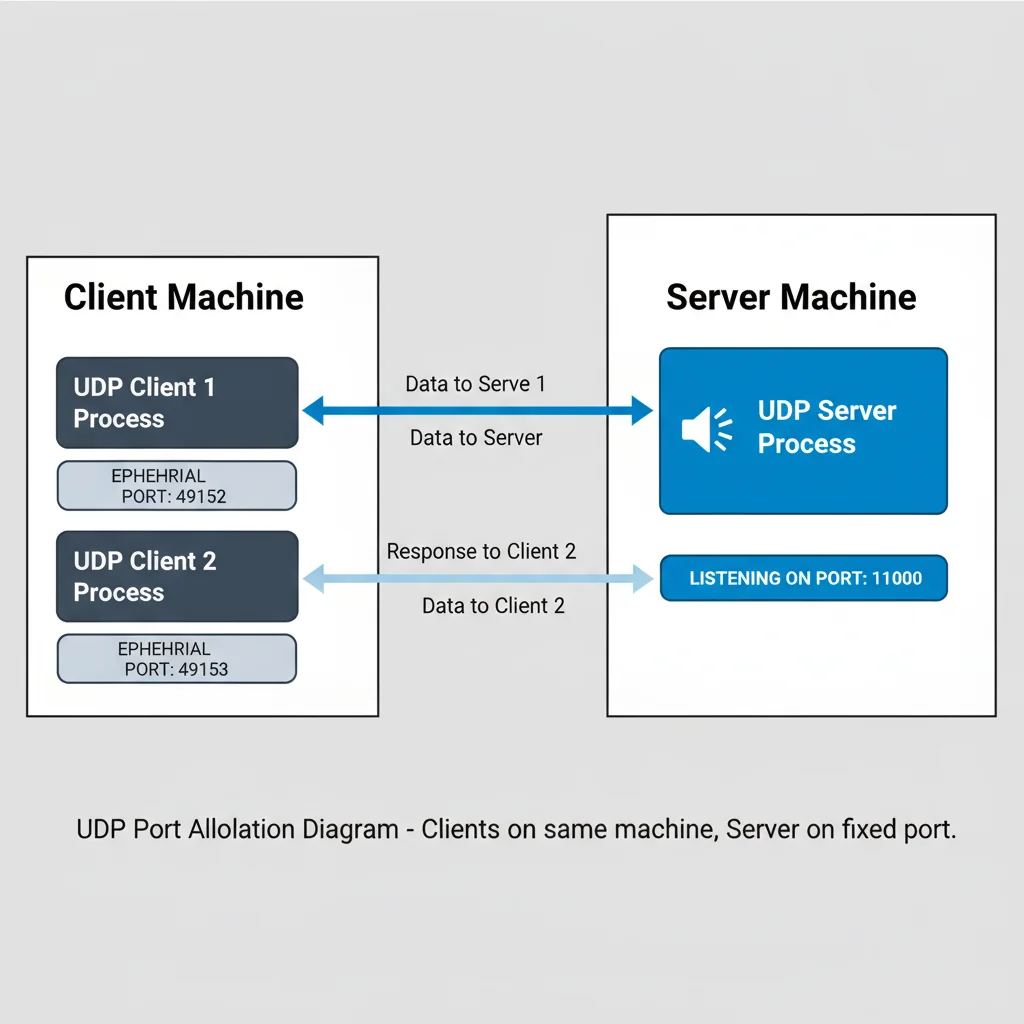 Client Machine
UDP Client 1
Process
EPHEHRIAL
PORT: 49152
UDP Client 2
Process
EPHEHRIAL
PORT: 49153
Data to Serve 1
Data to Server
Response to Client 2
Data to Client 2
Server Machine
UDP Server
Process
LISTENING ON PORT: 11000
UDP Port Allolation Diagram - Clients on same machine, Server on fixed port.